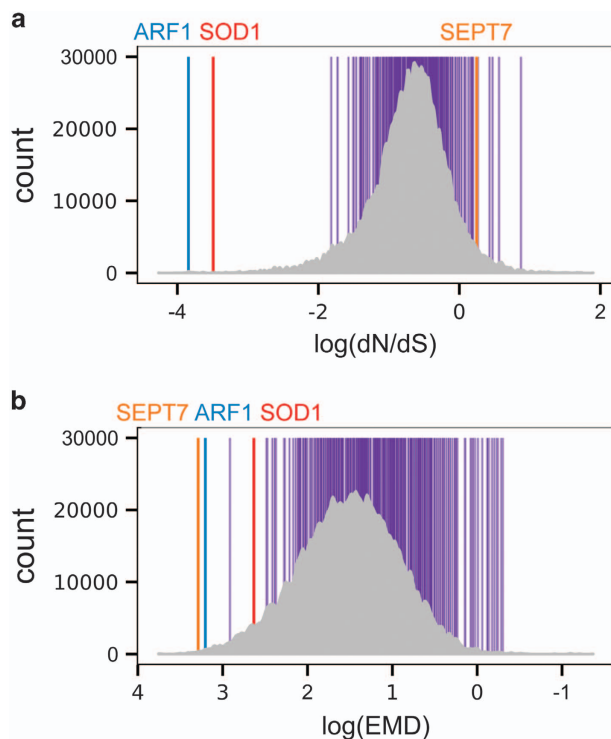 a
ARF1 SOD1 SEPT7
30000
20000
10000
0
count
-4 -2 0 2
log(dN/dS)
b
SEPT7 ARF1 SOD1
30000
20000
10000
0
count
4 3 2 1 0 -1
log(EMD)